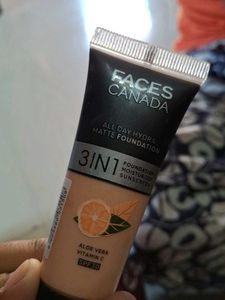 FACES
CANADA
ALL DAY HYDRA
MATTE FOUNDATION
3IN1
FOUNDATION
MOISTURIZER
SUNSCREEN
ALOE VERA
VITAMIN C
SPF 30